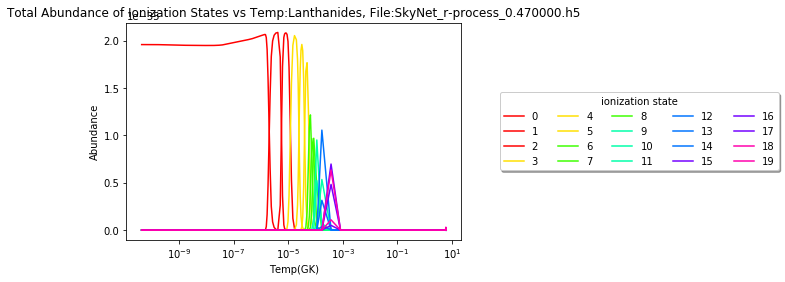 Total Abundance of Ionization States vs Temp:Lanthanides, File:SkyNet_r-process_0.470000.h5
2.0
1.5
1.0
0.5
0.0
Abundance
10⁻⁹ 10⁻⁷ 10⁻⁵ 10⁻³ 10⁻¹ 10¹
Temp(GK)
ionization state
0 4 8 12 16
1 5 9 13 17
2 6 10 14 18
3 7 11 15 19